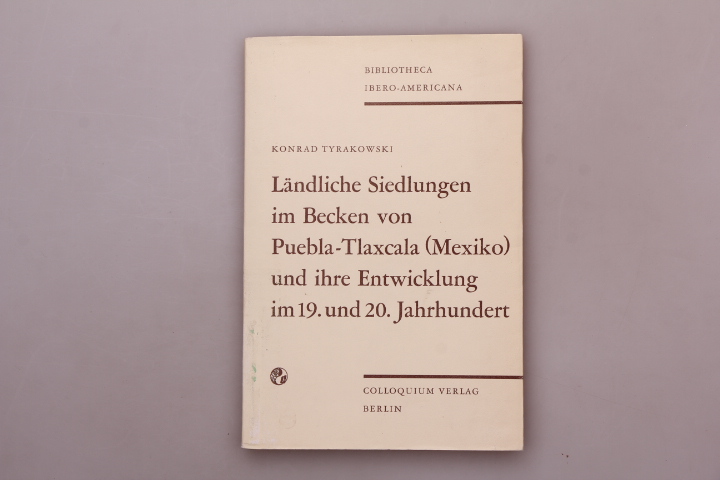 BIBLIOTHECA
IBERO-AMERICANA
KONRAD TYRAKOWSKI
Ländliche Siedlungen
im Becken von
Puebla-Tlaxcala (Mexiko)
und ihre Entwicklung
im 19. und 20. Jahrhundert
COLLOQUIUM VERLAG
BERLIN